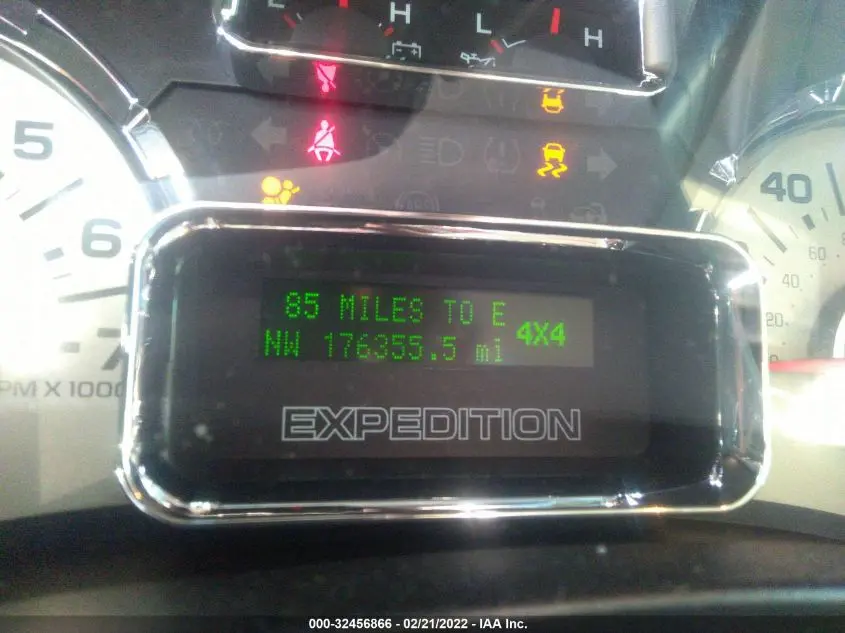 H L H
5
6
7
PM X 1000
85 MILES TO E
NW 176355.5 mi
4X4
EXPEDITION
40
60
40
20
000-32456866 - 02/21/2022 - IAA Inc.